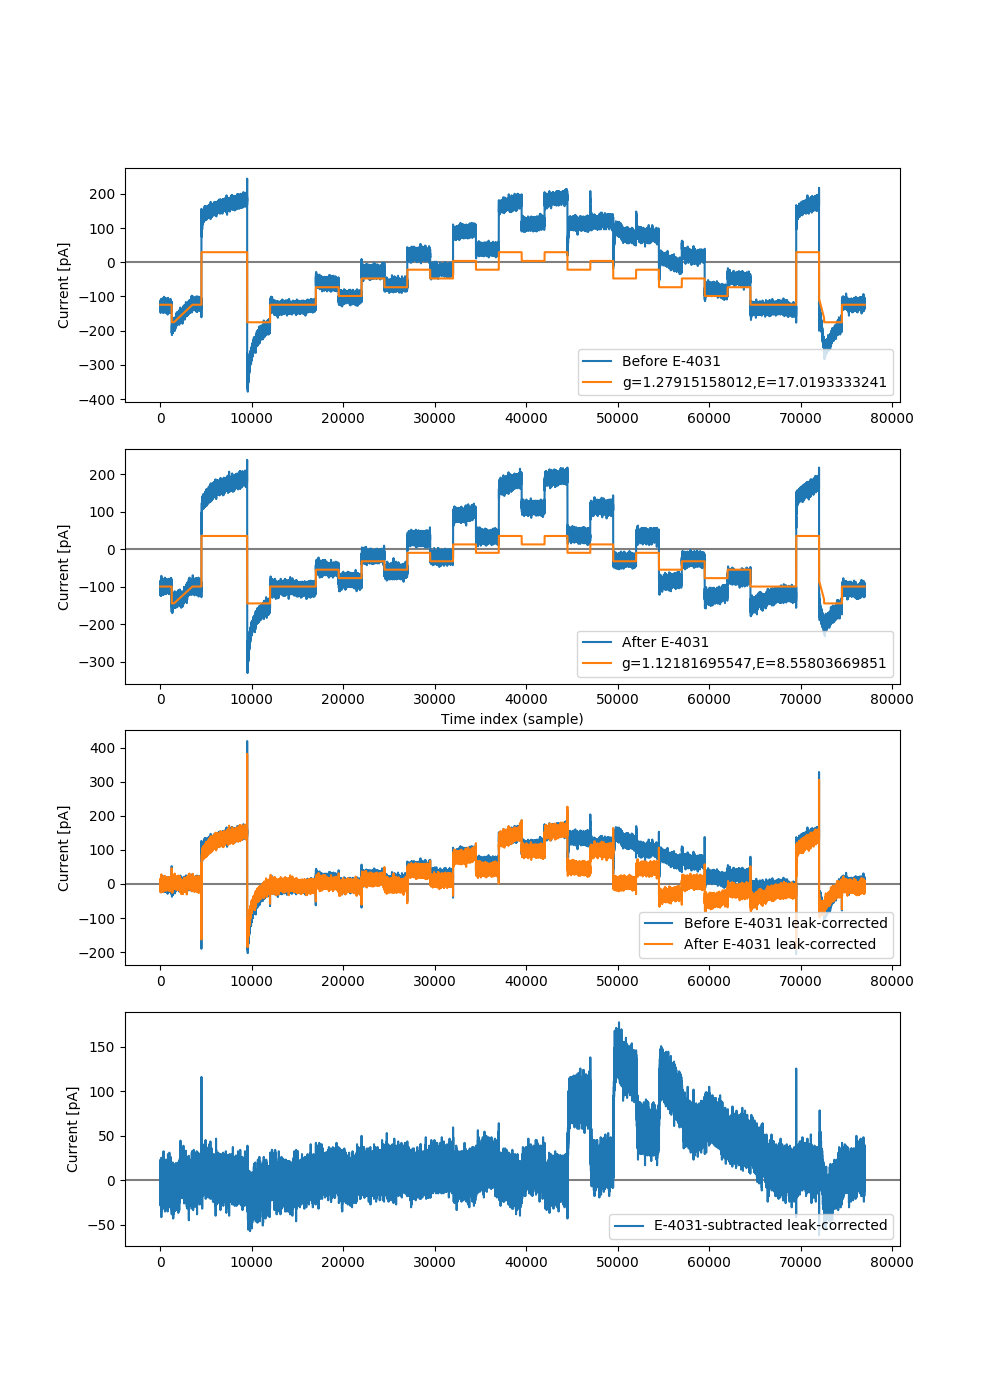 200
100
0
−100
−200
−300
−400
Current [pA]
Before E-4031
g=1.27915158012,E=17.0193333241
0 10000 20000 30000 40000 50000 60000 70000 80000
200
100
0
−100
−200
−300
Current [pA]
After E-4031
g=1.12181695547,E=8.55803669851
0 10000 20000 30000 40000 50000 60000 70000 80000
Time index (sample)
400
300
200
100
0
−100
−200
Current [pA]
Before E-4031 leak-corrected
After E-4031 leak-corrected
0 10000 20000 30000 40000 50000 60000 70000 80000
150
100
50
0
−50
Current [pA]
E-4031-subtracted leak-corrected
0 10000 20000 30000 40000 50000 60000 70000 80000